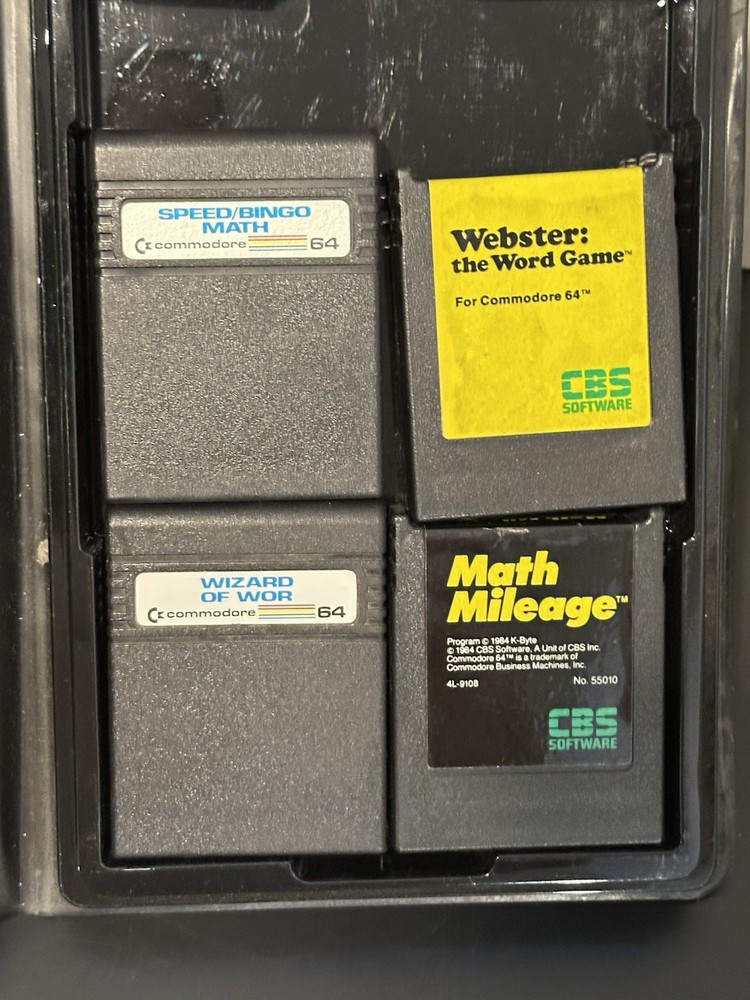 SPEED/BINGO
MATH
commodore 64
Webster:
the Word Game™
For Commodore 64™
CBS
SOFTWARE
WIZARD
OF WOR
commodore 64
Math
Mileage™
Program © 1984 K-Byte
© 1984 CBS Software, A Unit of CBS Inc.
Commodore 64™ is a trademark of
Commodore Business Machines, Inc.
4L-9108 No. 55010
CBS
SOFTWARE